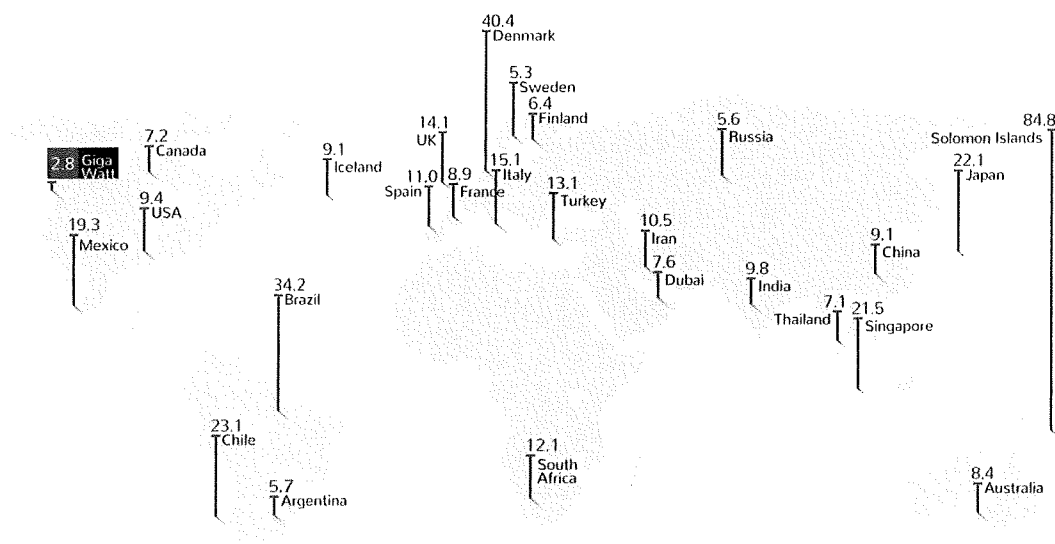 40.4
Denmark
5.3
Sweden
6.4
Finland
14.1
UK
5.6
Russia
84.8
Solomon Islands
7.2
Canada
2.8 Giga
Watt
9.1
Iceland
11.0
Spain
8.9
France
15.1
Italy
13.1
Turkey
22.1
Japan
9.4
USA
19.3
Mexico
10.5
Iran
7.6
Dubai
9.8
India
9.1
China
7.1
Thailand
21.5
Singapore
34.2
Brazil
23.1
Chile
5.7
Argentina
12.1
South
Africa
8.4
Australia